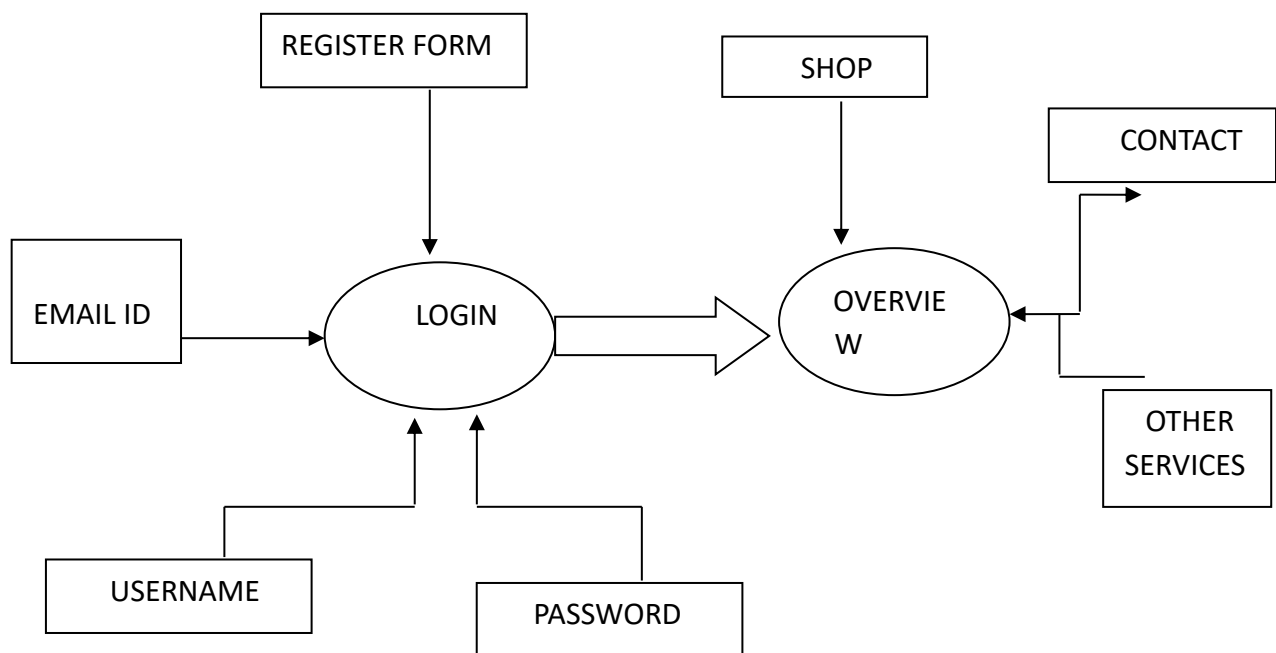 REGISTER FORM
SHOP
CONTACT
EMAIL ID
LOGIN
OVERVIE
W
OTHER
SERVICES
USERNAME
PASSWORD